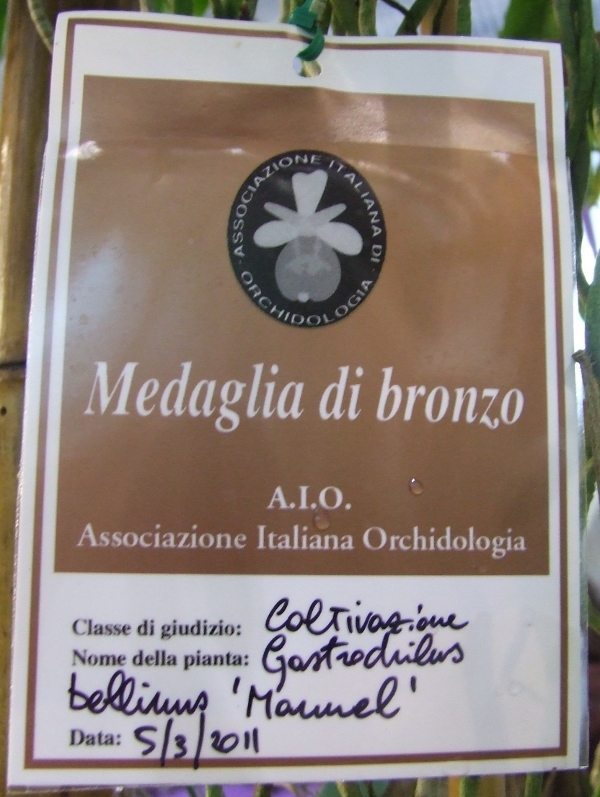 ASSOCIAZIONE ITALIANA DI
ORCHIDOLOGIA
Medaglia di bronzo
A.I.O.
Associazione Italiana Orchidologia
Classe di giudizio: Coltivazione
Nome della pianta: Gastrochilus
bellinus 'Manuel'
Data: 5/3/2011